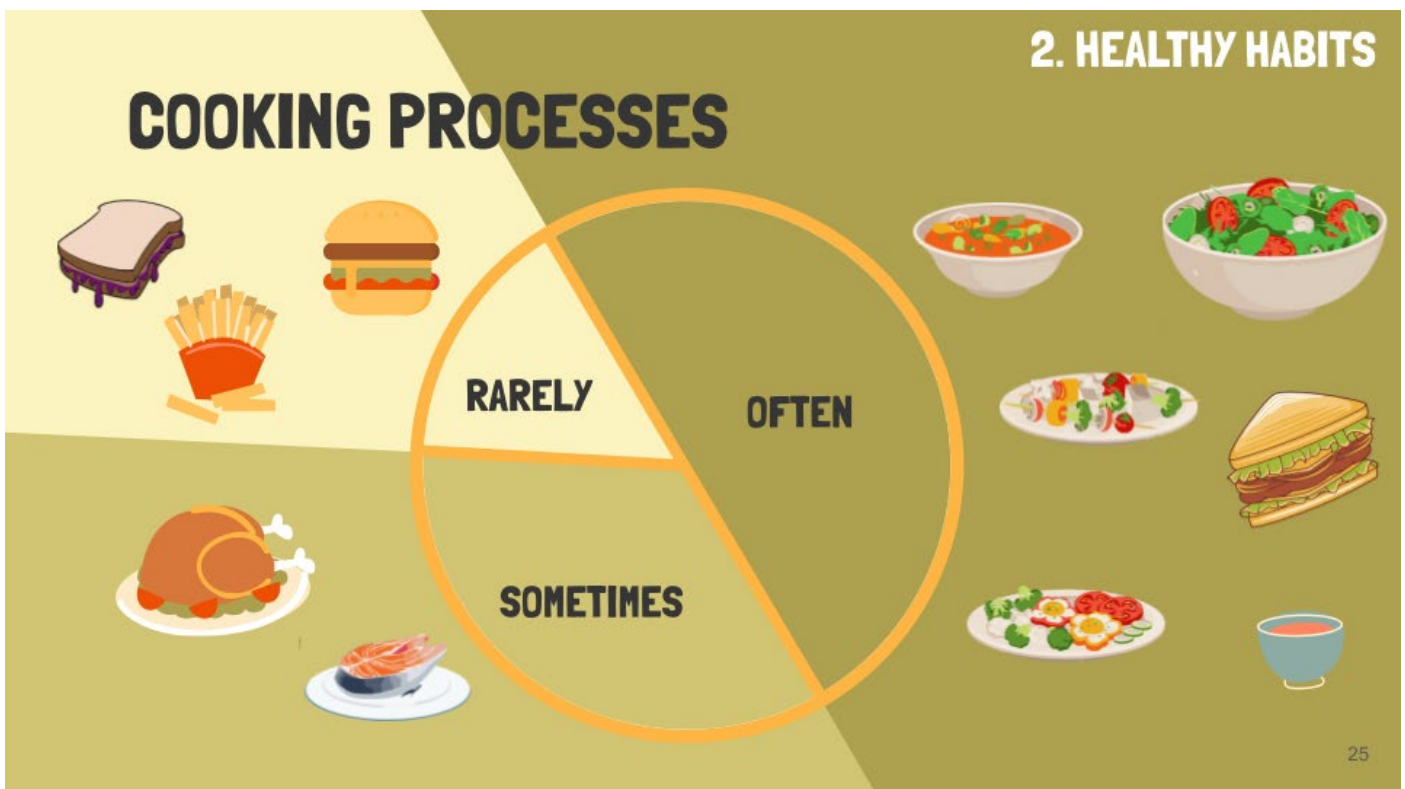 2. HEALTHY HABITS
COOKING PROCESSES
RARELY
OFTEN
SOMETIMES
25